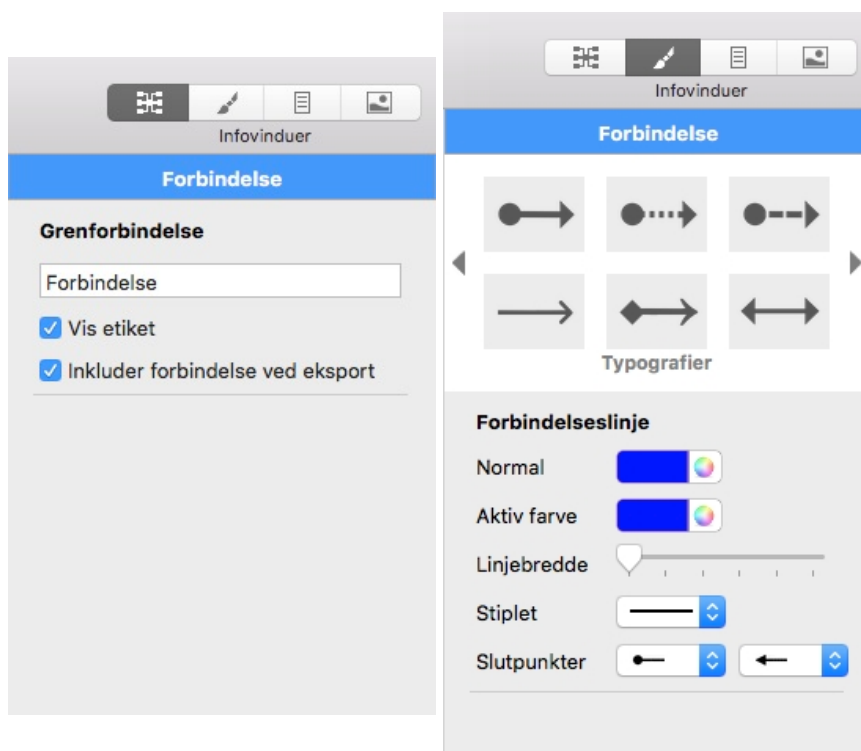 Infovinduer
Forbindelse
Grenforbindelse
Forbindelse
Vis etiket
Inkluder forbindelse ved eksport
Infovinduer
Forbindelse
Typografier
Forbindelseslinje
Normal
Aktiv farve
Linjebredde
Stiplet
Slutpunkter